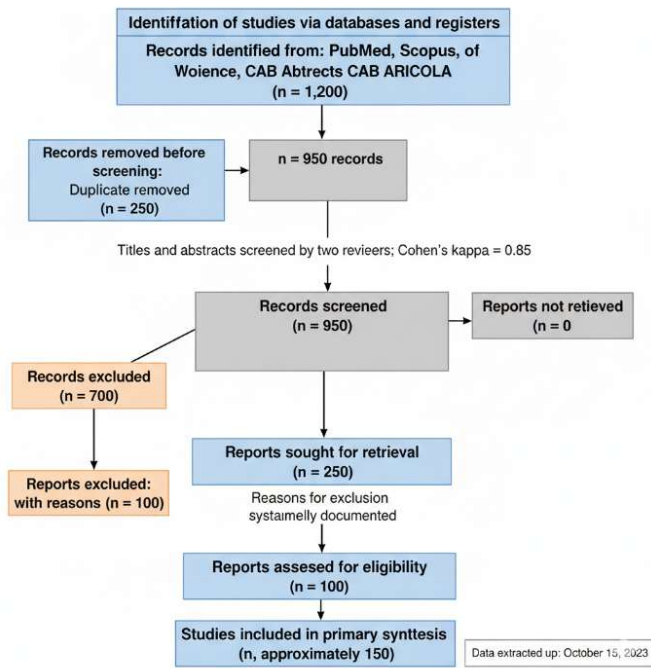 Identiffation of studies via databases and registers
Records identified from: PubMed, Scopus, of
Woience, CAB Abtrects CAB ARICOLA
(n = 1,200)
Records removed before
screening:
Duplicate removed
(n = 250)
n = 950 records
Titles and abstracts screened by two revieers; Cohen's kappa = 0.85
Records screened
(n = 950)
Reports not retieved
(n = 0
Records excluded
(n = 700)
Reports excluded:
with reasons (n = 100)
Reports sought for retrieval
(n = 250)
Reasons for exclusion
systaımelly documented
Reports assesed for eligibility
(n = 100)
Studies included in primary synttesis
(n, approximately 150)
Data extracted up: October 15, 2023